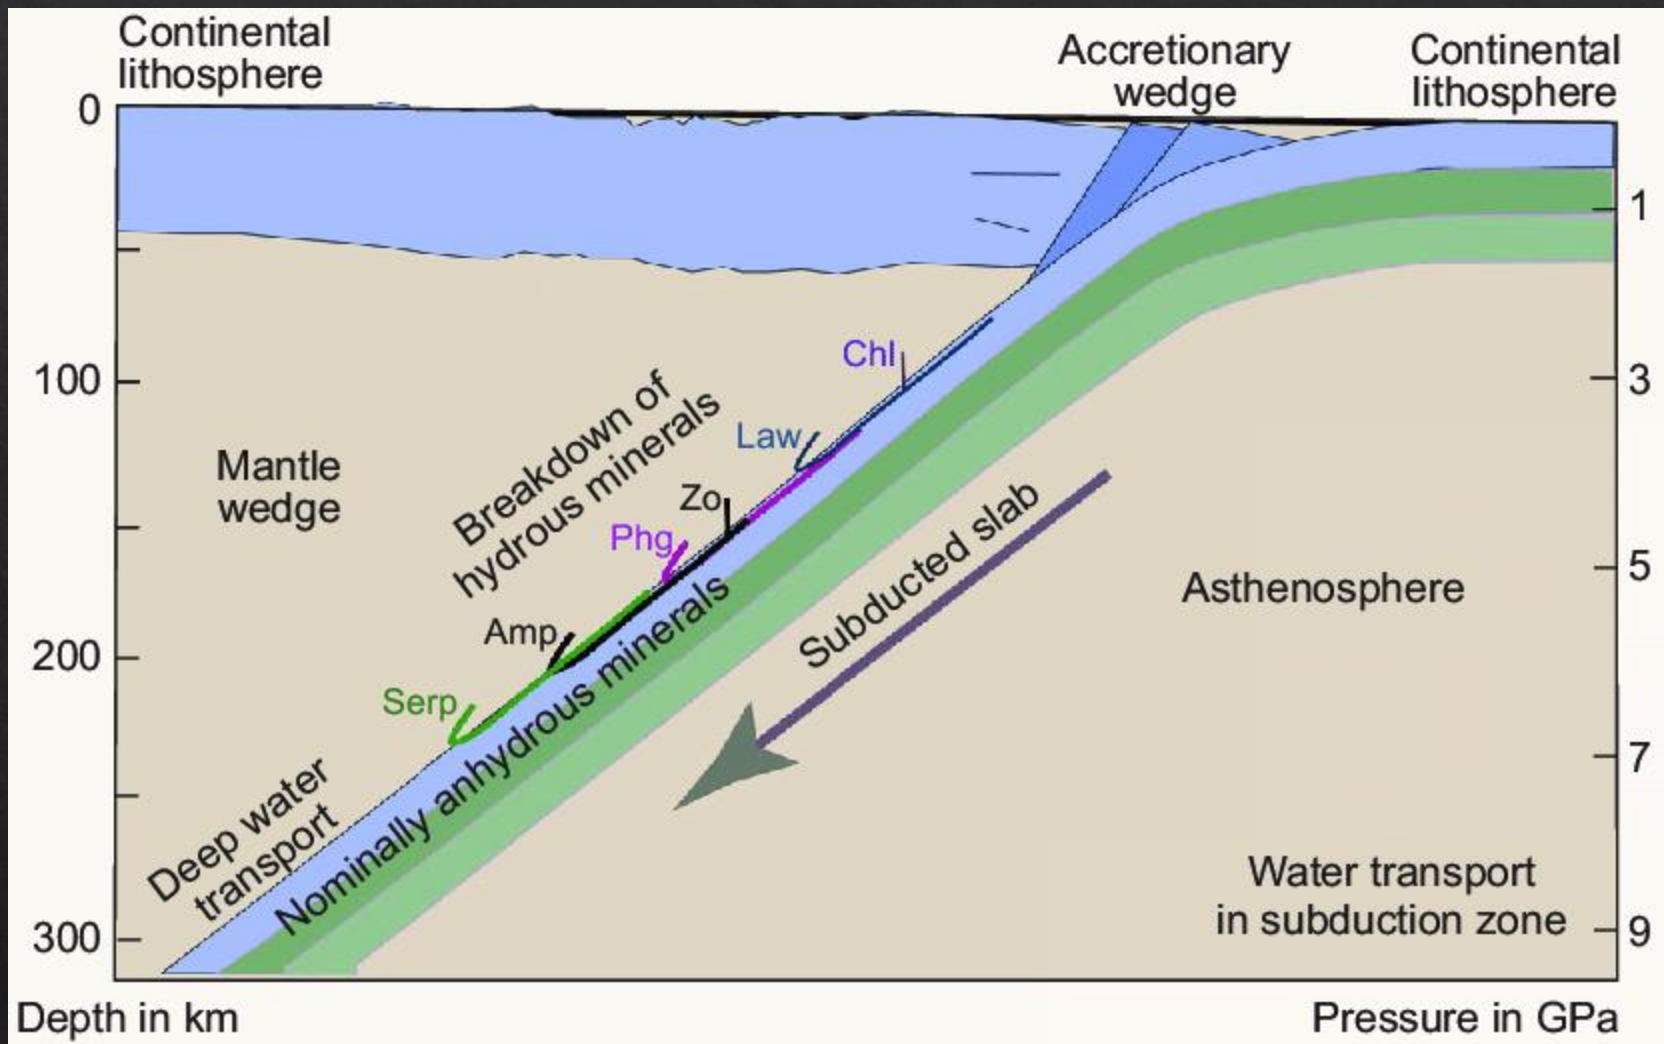 Continental
lithosphere
Accretionary
wedge
Continental
lithosphere
0
100
200
300
1
3
5
7
9
Chl
Law
Zo
Phg
Amp
Serp
Breakdown of
hydrous minerals
Mantle
wedge
Subducted slab
Asthenosphere
Nominally anhydrous minerals
Deep water
transport
Water transport
in subduction zone
Depth in km
Pressure in GPa